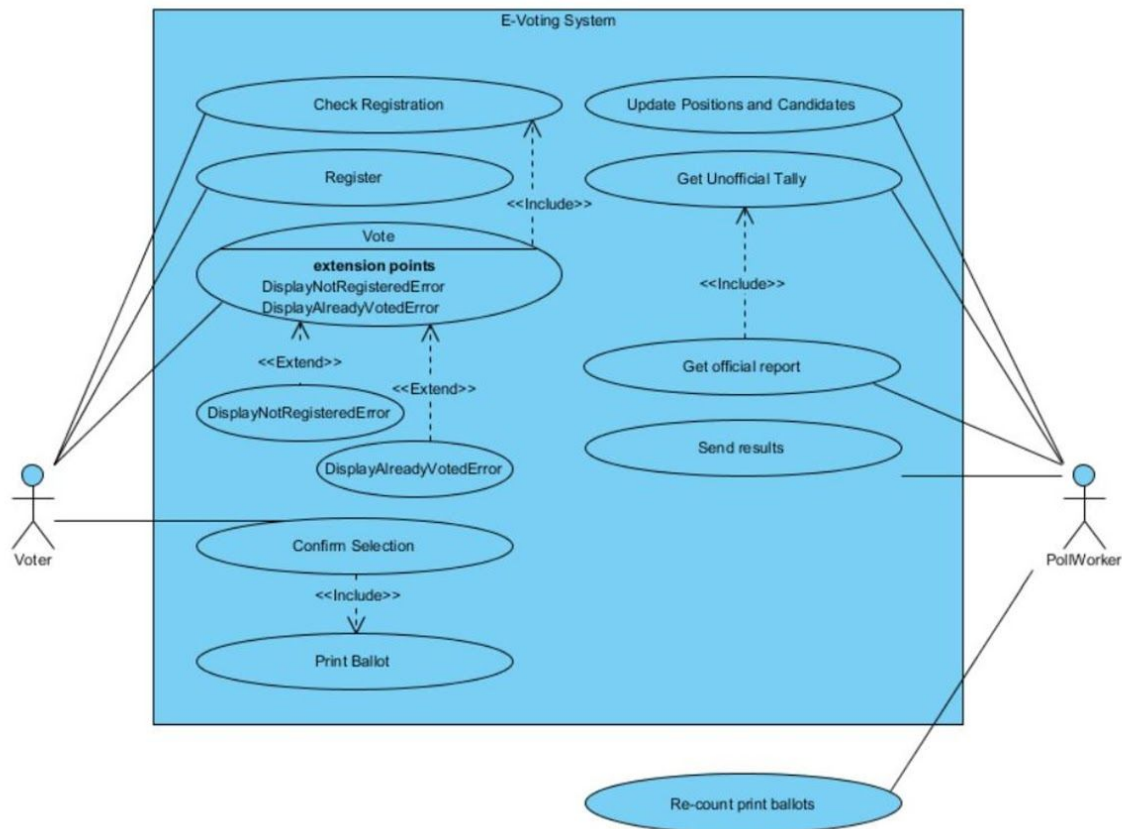 E-Voting System
Check Registration
Update Positions and Candidates
Register
Get Unofficial Tally
<<Include>>
Vote
extension points
DisplayNotRegisteredError
DisplayAlreadyVotedError
<<Include>>
<<Extend>>
Get official report
<<Extend>>
DisplayNotRegisteredError
Send results
DisplayAlreadyVotedError
Voter
PollWorker
Confirm Selection
<<Include>>
Print Ballot
Re-count print ballots